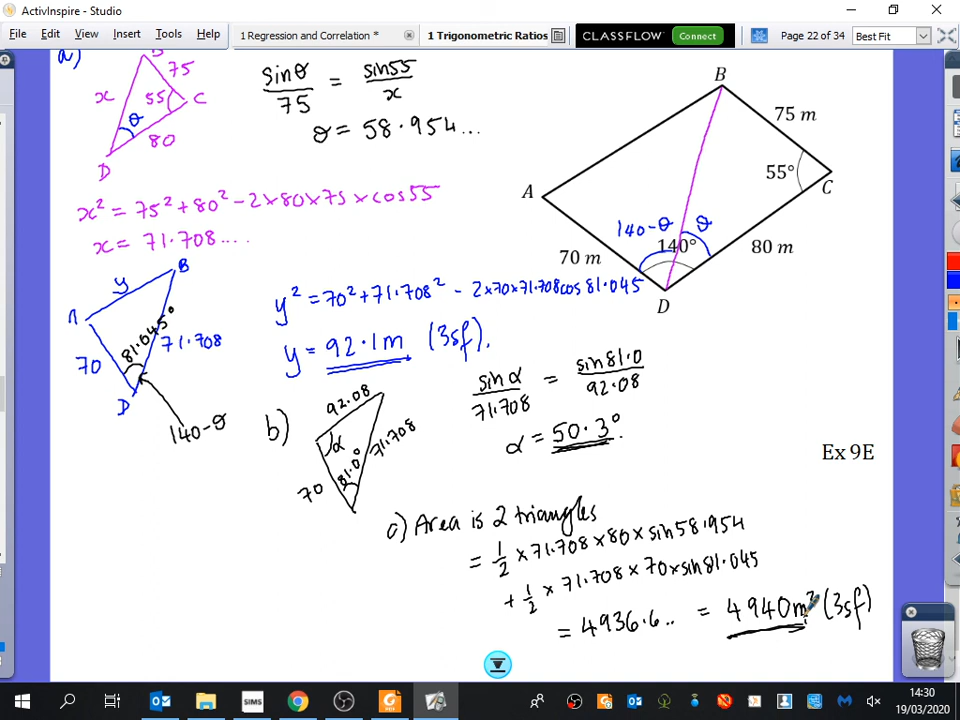 ActivInspire - Studio
File Edit View Insert Tools Help
1 Regression and Correlation *
1 Trigonometric Ratios
CLASSFLOW Connect
Page 22 of 34
Best Fit
a)
B
75
x
55
C
θ
80
D
sinθ/75 = sin55/x
θ = 58.954...
x² = 75² + 80² - 2×80×75×cos55
x = 71.708....
B
75 m
A
55°
C
140-θ
θ
140°
70 m
80 m
D
y
B
A
81.045°
71.708
70
D
140-θ
y² = 70² + 71.708² - 2×70×71.708cos81.045
y = 92.1m (3sf).
b)
92.08
α
71.708
81.0°
70
sinα/71.708 = sin81.0/92.08
α = 50.3°.
Ex 9E
c) Area is 2 triangles
= 1/2 × 71.708 × 80 × sin58.954
+ 1/2 × 71.708 × 70 × sin81.045
= 4936.6.. = 4940m² (3sf)
SIMS
14:30
19/03/2020